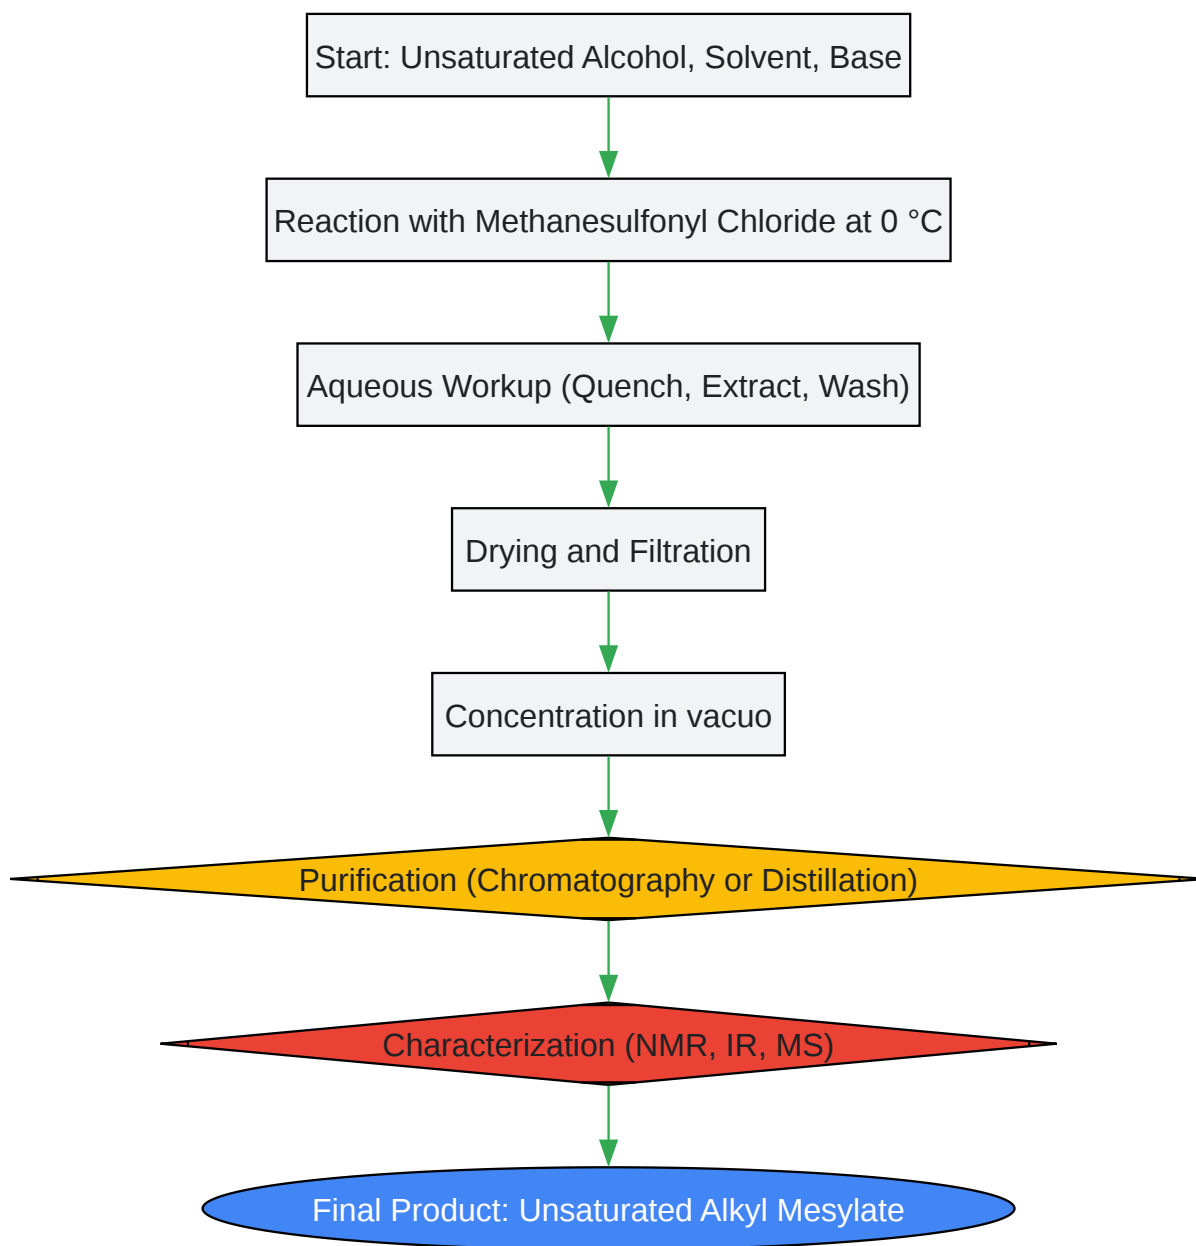 Start: Unsaturated Alcohol, Solvent, Base
Reaction with Methanesulfonyl Chloride at 0 °C
Aqueous Workup (Quench, Extract, Wash)
Drying and Filtration
Concentration in vacuo
Purification (Chromatography or Distillation)
Characterization (NMR, IR, MS)
Final Product: Unsaturated Alkyl Mesylate